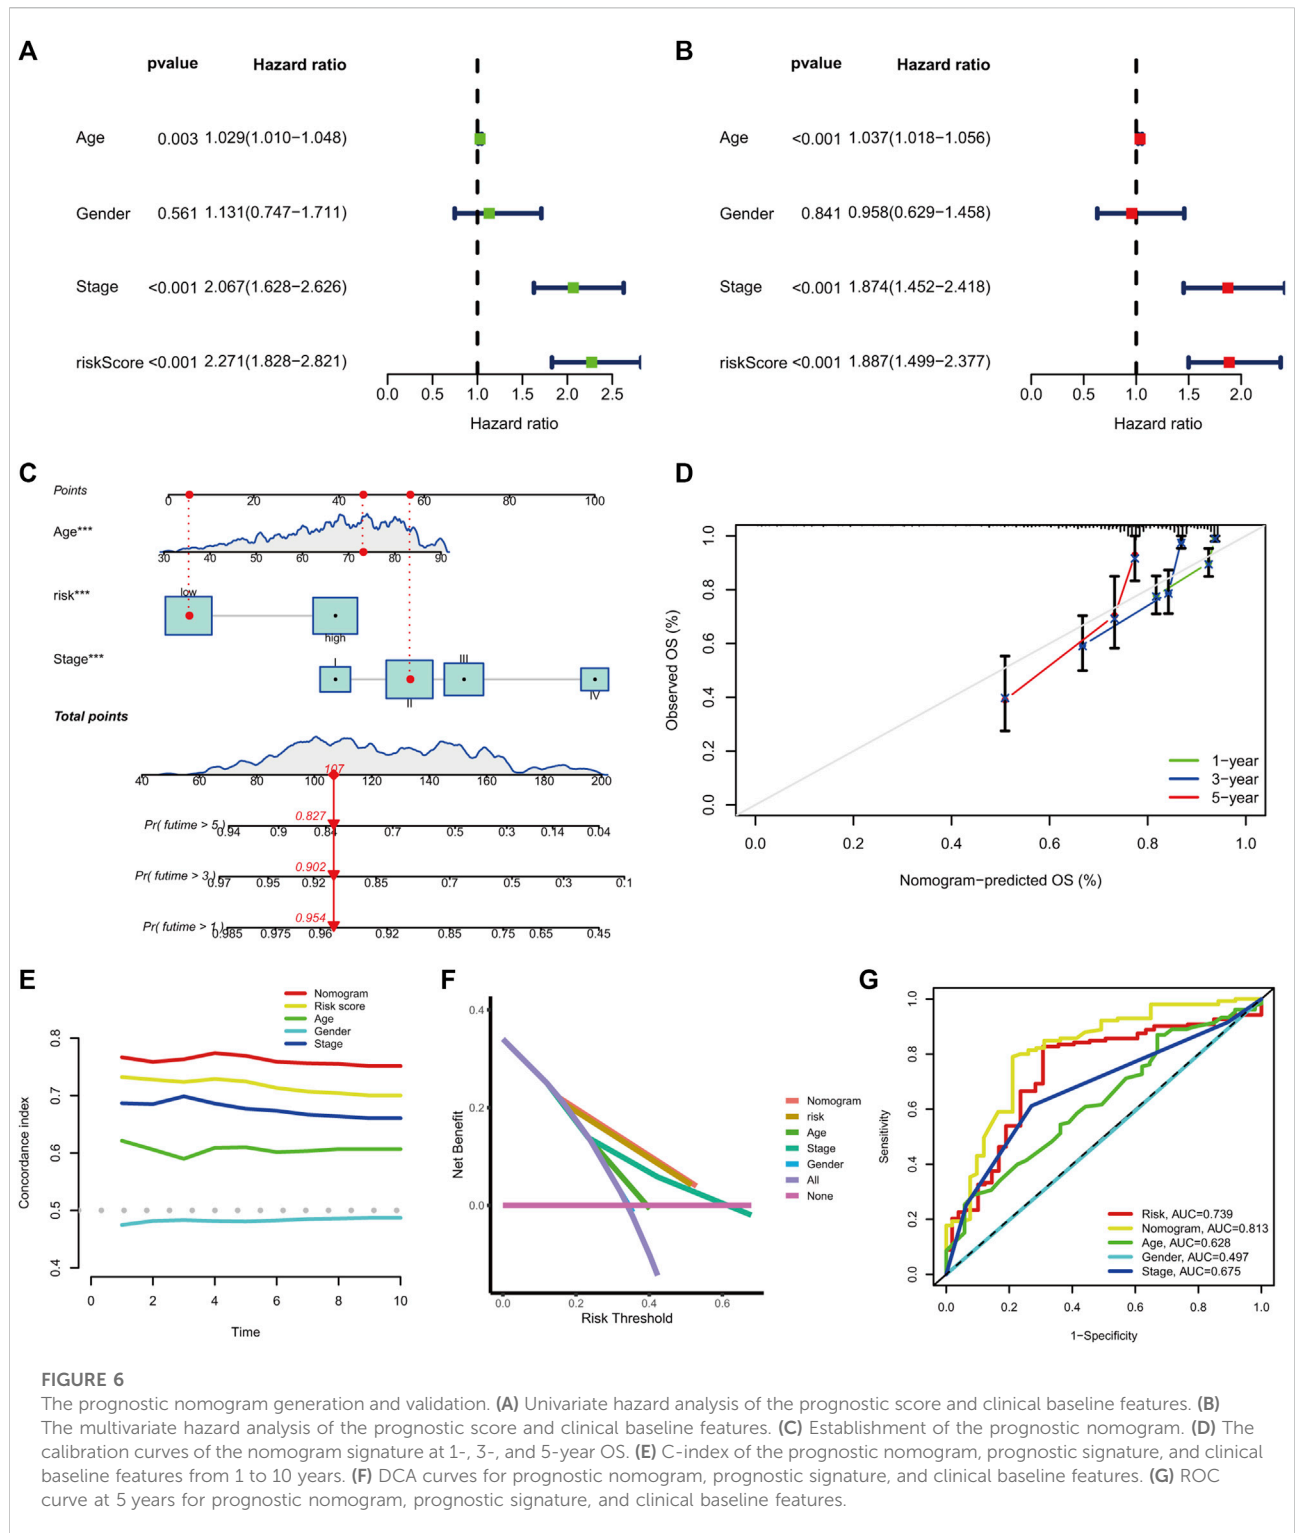 A
pvalue Hazard ratio
Age 0.003 1.029(1.010−1.048)
Gender 0.561 1.131(0.747−1.711)
Stage <0.001 2.067(1.628−2.626)
riskScore <0.001 2.271(1.828−2.821)
0.0 0.5 1.0 1.5 2.0 2.5
Hazard ratio
B
pvalue Hazard ratio
Age <0.001 1.037(1.018−1.056)
Gender 0.841 0.958(0.629−1.458)
Stage <0.001 1.874(1.452−2.418)
riskScore <0.001 1.887(1.499−2.377)
0.0 0.5 1.0 1.5 2.0
Hazard ratio
C
Points
0 20 40 60 80 100
Age***
30 40 50 60 70 80 90
low
risk***
high
Stage***
I III
II IV
Total points
107
40 60 80 100 120 140 160 180 200
0.827
Pr( futime > 5 )
0.94 0.9 0.84 0.7 0.5 0.3 0.14 0.04
0.902
Pr( futime > 3 )
0.97 0.95 0.92 0.85 0.7 0.5 0.3 0.1
0.954
Pr( futime > 1 )
0.985 0.975 0.96 0.92 0.85 0.75 0.65 0.45
D
Observed OS (%)
1.0
0.8
0.6
0.4
0.2
0.0
1−year
3−year
5−year
0.0 0.2 0.4 0.6 0.8 1.0
Nomogram−predicted OS (%)
E
Nomogram
Risk score
Age
Gender
Stage
Concordance index
0.8
0.7
0.6
0.5
0.4
0 2 4 6 8 10
Time
F
Net Benefit
0.4
0.2
0.0
Nomogram
risk
Age
Stage
Gender
All
None
0.0 0.2 0.4 0.6
Risk Threshold
G
Sensitivity
1.0
0.8
0.6
0.4
0.2
0.0
Risk, AUC=0.739
Nomogram, AUC=0.813
Age, AUC=0.628
Gender, AUC=0.497
Stage, AUC=0.675
0.0 0.2 0.4 0.6 0.8 1.0
1−Specificity
FIGURE 6
The prognostic nomogram generation and validation. (A) Univariate hazard analysis of the prognostic score and clinical baseline features. (B)
The multivariate hazard analysis of the prognostic score and clinical baseline features. (C) Establishment of the prognostic nomogram. (D) The
calibration curves of the nomogram signature at 1-, 3-, and 5-year OS. (E) C-index of the prognostic nomogram, prognostic signature, and clinical
baseline features from 1 to 10 years. (F) DCA curves for prognostic nomogram, prognostic signature, and clinical baseline features. (G) ROC
curve at 5 years for prognostic nomogram, prognostic signature, and clinical baseline features.